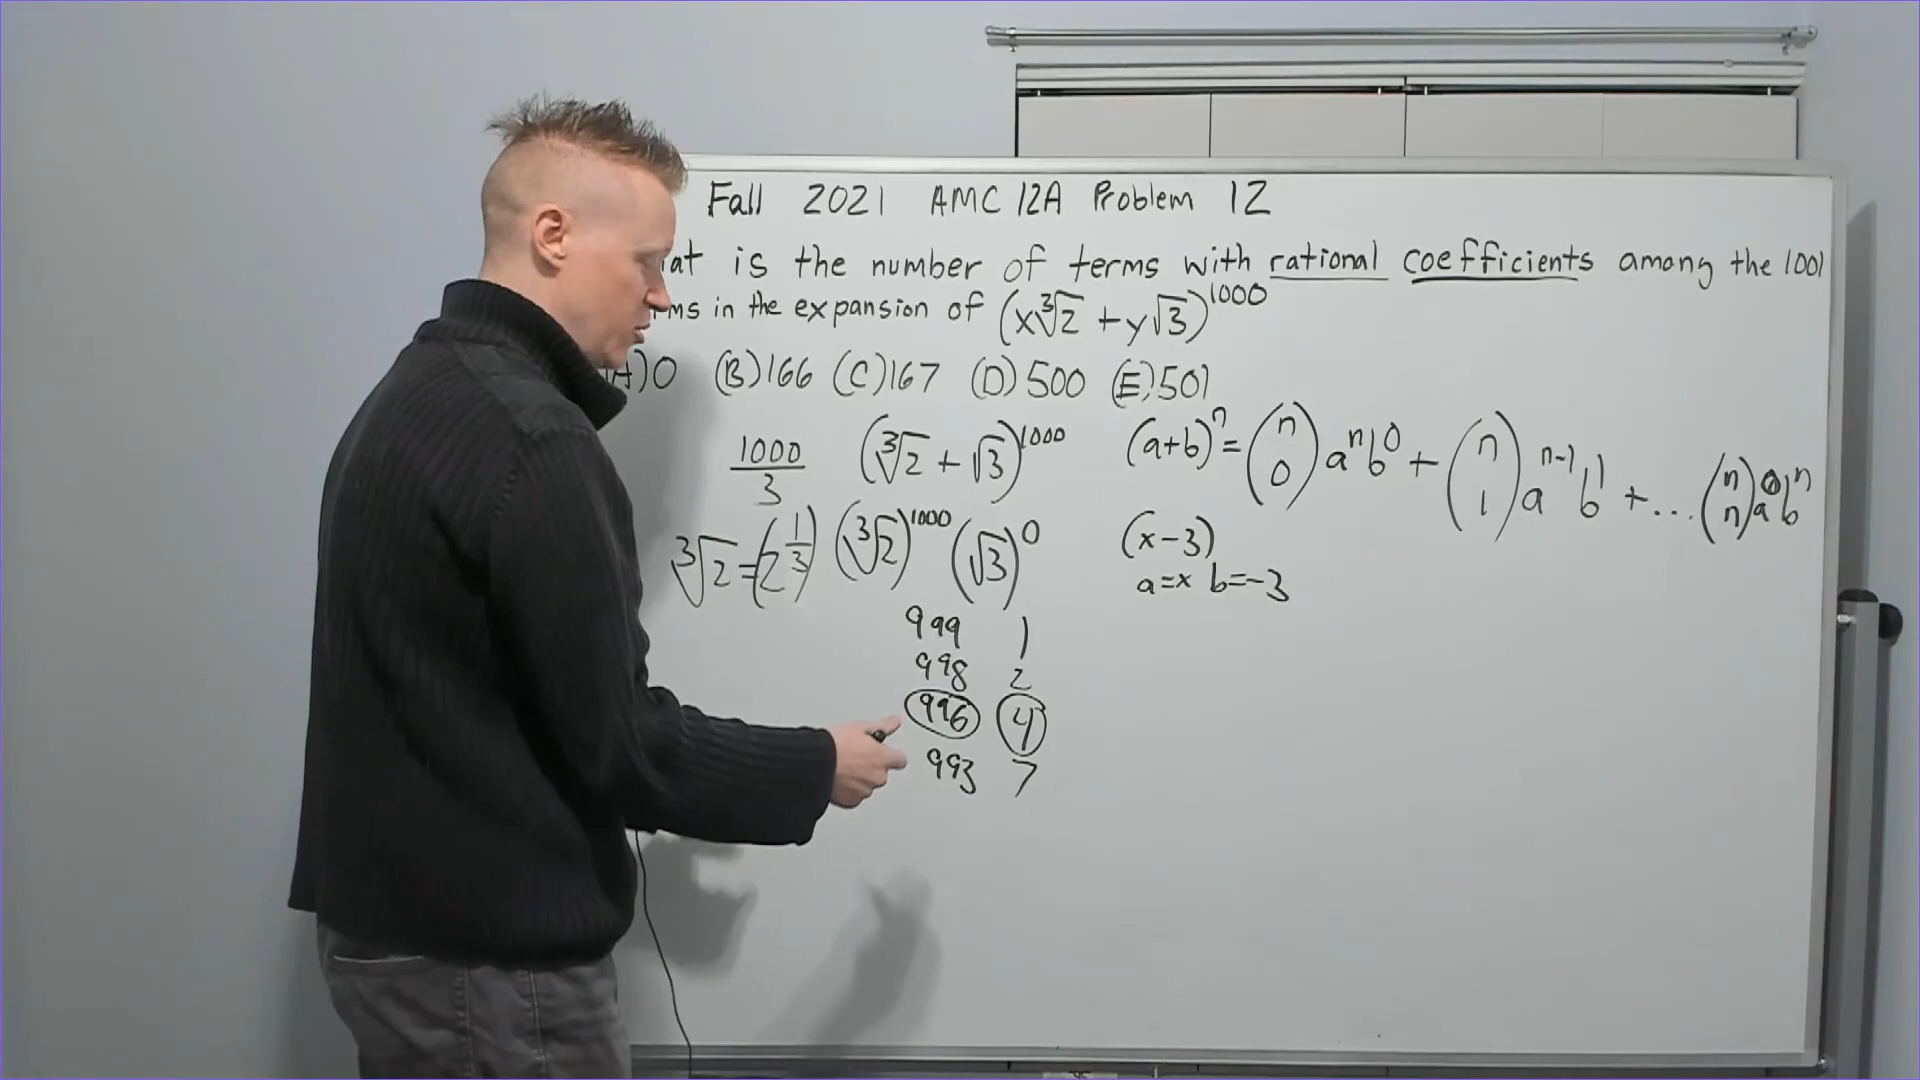 Fall 2021 AMC 12A Problem 12
at is the number of terms with rational coefficients among the 1001
ms in the expansion of (x∛2 + y√3)^1000
A) 0 (B) 166 (C) 167 (D) 500 (E) 501
1000/3 (∛2 + √3)^1000 (a+b)^n = (n 0) a^n b^0 + (n 1) a^(n-1) b^1 + ... (n n) a^0 b^n
∛2 = (2^(1/3)) (∛2)^1000 (√3)^0 (x-3)
a=x b=-3
999 1
998 2
996 4
993 7